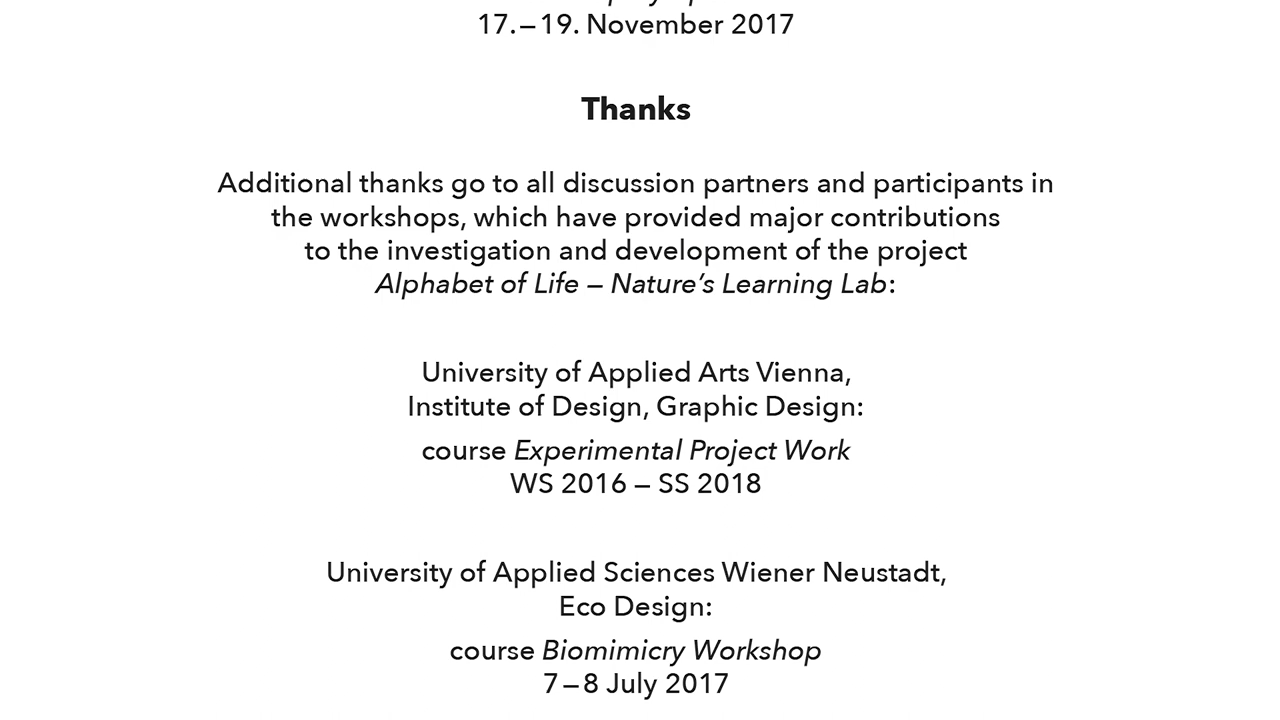 17. – 19. November 2017
Thanks
Additional thanks go to all discussion partners and participants in
the workshops, which have provided major contributions
to the investigation and development of the project
Alphabet of Life – Nature’s Learning Lab:
University of Applied Arts Vienna,
Institute of Design, Graphic Design:
course Experimental Project Work
WS 2016 – SS 2018
University of Applied Sciences Wiener Neustadt,
Eco Design:
course Biomimicry Workshop
7 – 8 July 2017